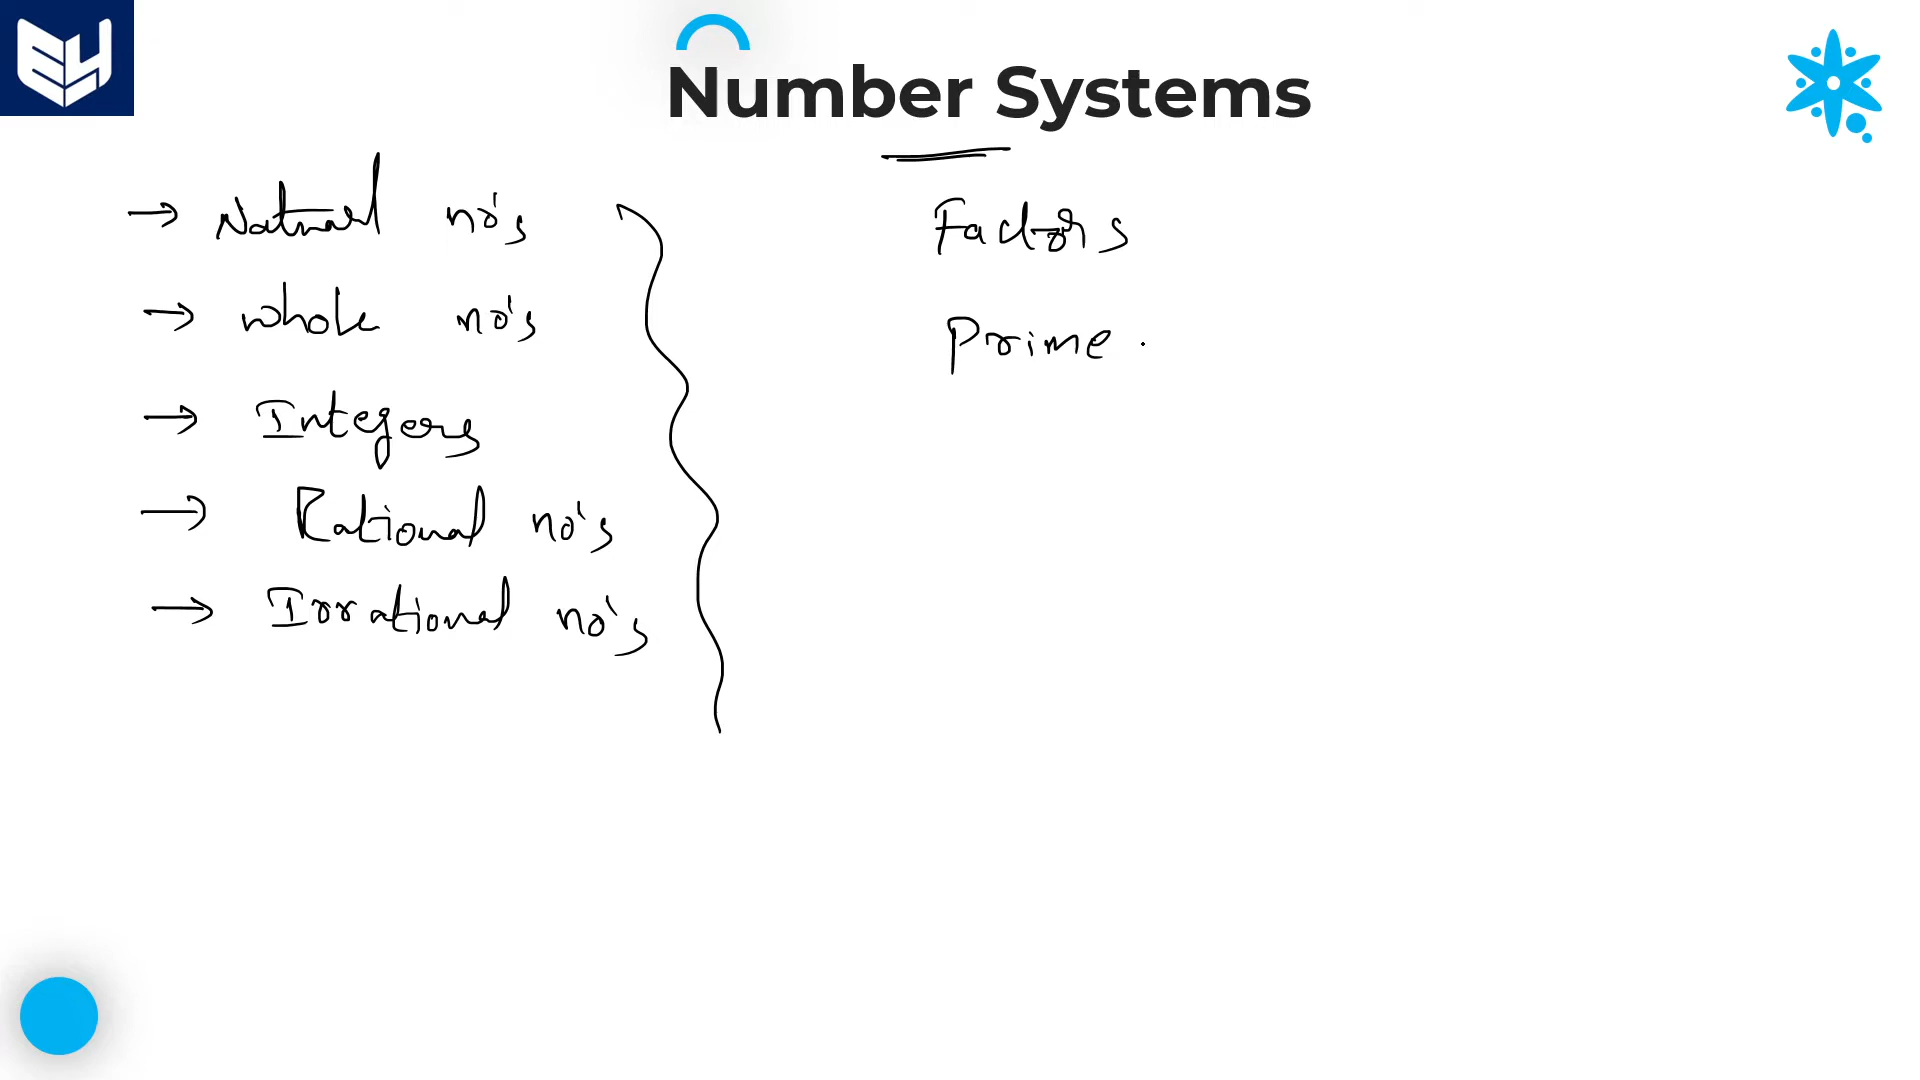 Number Systems
→ Natural no's
→ whole no's
→ Integers
→ Rational no's
→ Irrational no's
Factors
Prime .